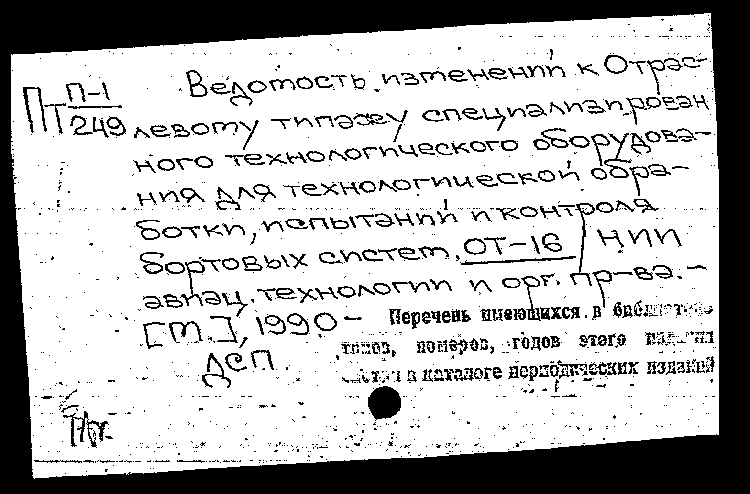 ПТ П-1
249
Ведомость изменений к Отрас-
левому типажу специализирован
ного технологического оборудова-
ния для технологической обра-
ботки, испытаний и контроля
бортовых систем. ОТ-16 / НИИ
авиац. технологии и орг. пр-ва. -
[М.], 1990 -
ДСП
Перечень имеющихся в библиотеке
томов, номеров, годов этого издания
в каталоге периодических изданий